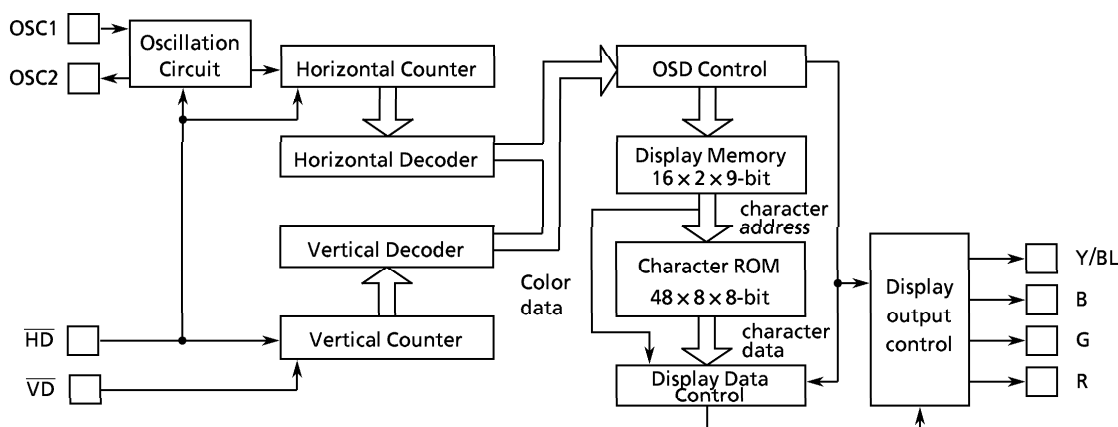 OSC1
OSC2
Oscillation
Circuit
Horizontal Counter
Horizontal Decoder
Vertical Decoder
Vertical Counter
H̅D̅
V̅D̅
OSD Control
Display Memory
16 × 2 × 9-bit
character
address
Color
data
Character ROM
48 × 8 × 8-bit
character
data
Display Data
Control
Display
output
control
Y/BL
B
G
R